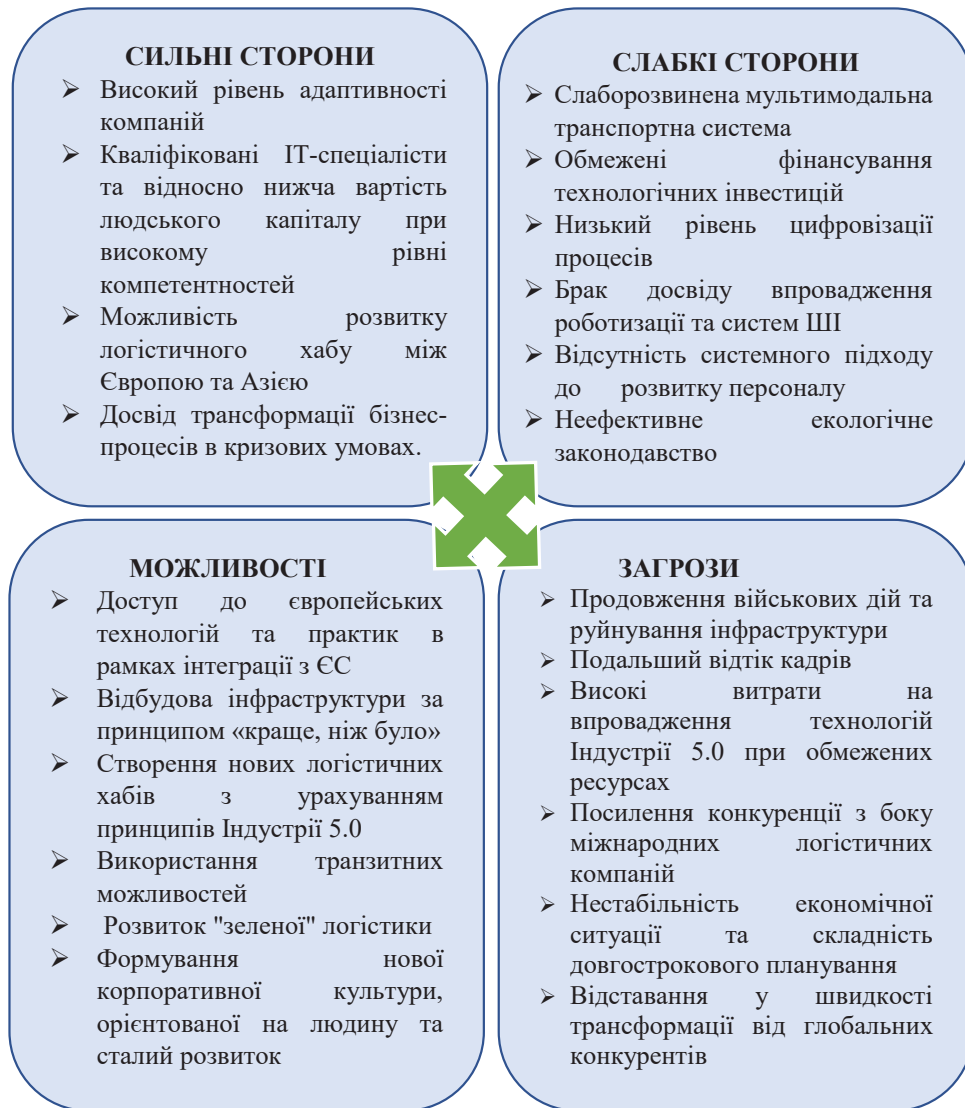 СИЛЬНІ СТОРОНИ
➢ Високий рівень адаптивності
компаній
➢ Кваліфіковані ІТ-спеціалісти
та відносно нижча вартість
людського капіталу при
високому рівні
компетентностей
➢ Можливість розвитку
логістичного хабу між
Європою та Азією
➢ Досвід трансформації бізнес-
процесів в кризових умовах.
СЛАБКІ СТОРОНИ
➢ Слаборозвинена мультимодальна
транспортна система
➢ Обмежені фінансування
технологічних інвестицій
➢ Низький рівень цифровізації
процесів
➢ Брак досвіду впровадження
роботизації та систем ШІ
➢ Відсутність системного підходу
до розвитку персоналу
➢ Неефективне екологічне
законодавство
МОЖЛИВОСТІ
➢ Доступ до європейських
технологій та практик в
рамках інтеграції з ЄС
➢ Відбудова інфраструктури за
принципом «краще, ніж було»
➢ Створення нових логістичних
хабів з урахуванням
принципів Індустрії 5.0
➢ Використання транзитних
можливостей
➢ Розвиток "зеленої" логістики
➢ Формування нової
корпоративної культури,
орієнтованої на людину та
сталий розвиток
ЗАГРОЗИ
➢ Продовження військових дій та
руйнування інфраструктури
➢ Подальший відтік кадрів
➢ Високі витрати на
впровадження технологій
Індустрії 5.0 при обмежених
ресурсах
➢ Посилення конкуренції з боку
міжнародних логістичних
компаній
➢ Нестабільність економічної
ситуації та складність
довгострокового планування
➢ Відставання у швидкості
трансформації від глобальних
конкурентів